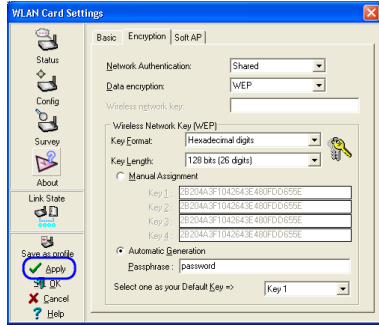 WLAN Card Settings
Status
Config
Survey
About
Link State
Save as profile
Apply
OK
Cancel
Help
Basic
Encryption
Soft AP
Network Authentication:
Shared
Data encryption:
WEP
Wireless network key:
Wireless Network Key (WEP)
Key Format:
Hexadecimal digits
Key Length:
128 bits (26 digits)
Manual Assignment
Key 1 :
2B204A3F1042643E480FDD655E
Key 2 :
2B204A3F1042643E480FDD655E
Key 3 :
2B204A3F1042643E480FDD655E
Key 4 :
2B204A3F1042643E480FDD655E
Automatic Generation
Passphrase :
password
Select one as your Default Key =>
Key 1